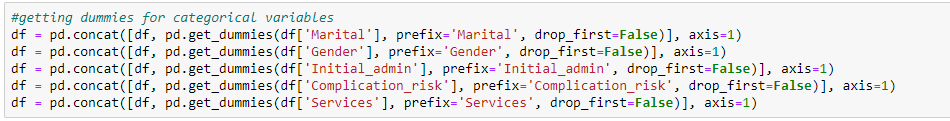 #getting dummies for categorical variables
df = pd.concat([df, pd.get_dummies(df['Marital'], prefix='Marital', drop_first=False)], axis=1)
df = pd.concat([df, pd.get_dummies(df['Gender'], prefix='Gender', drop_first=False)], axis=1)
df = pd.concat([df, pd.get_dummies(df['Initial_admin'], prefix='Initial_admin', drop_first=False)], axis=1)
df = pd.concat([df, pd.get_dummies(df['Complication_risk'], prefix='Complication_risk', drop_first=False)], axis=1)
df = pd.concat([df, pd.get_dummies(df['Services'], prefix='Services', drop_first=False)], axis=1)